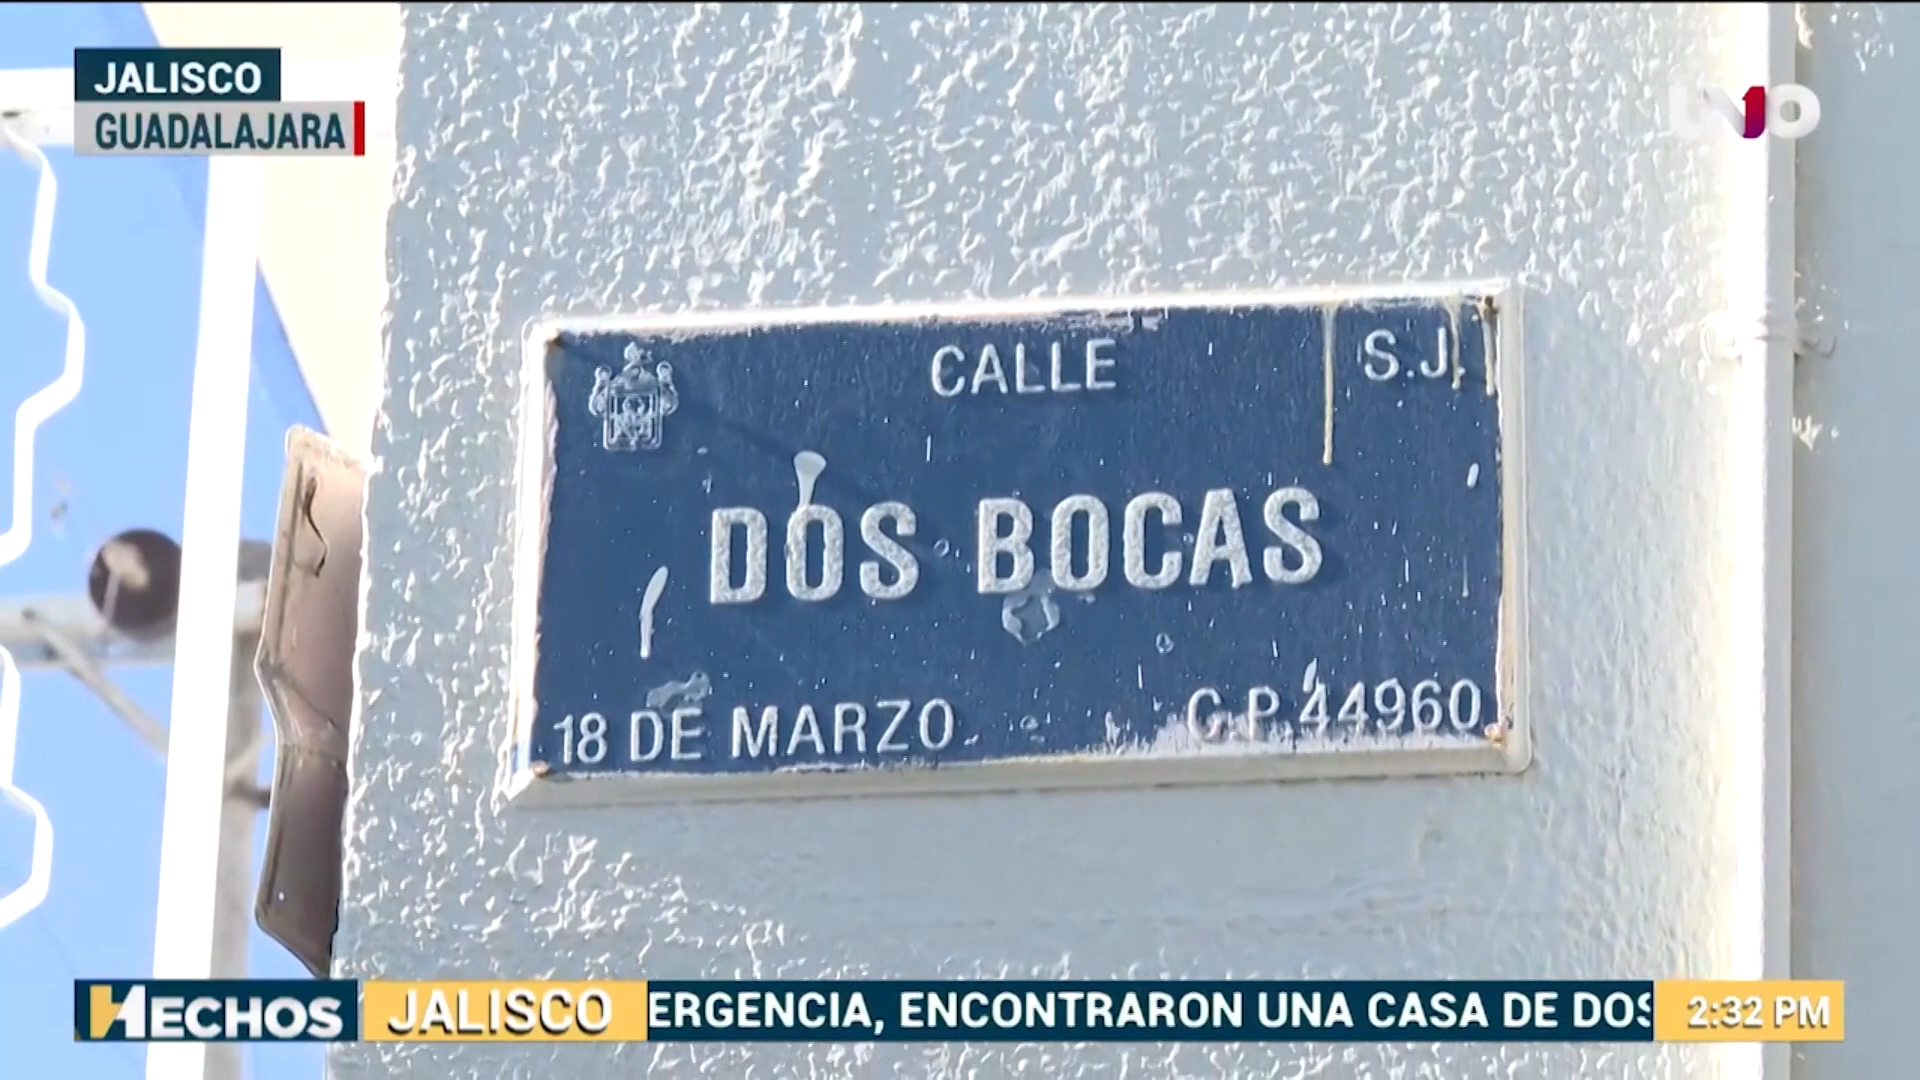 JALISCO
GUADALAJARA
UNO
CALLE
S.J.
DOS BOCAS
18 DE MARZO
C.P. 44960
HECHOS JALISCO ERGENCIA, ENCONTRARON UNA CASA DE DOS 2:32 PM